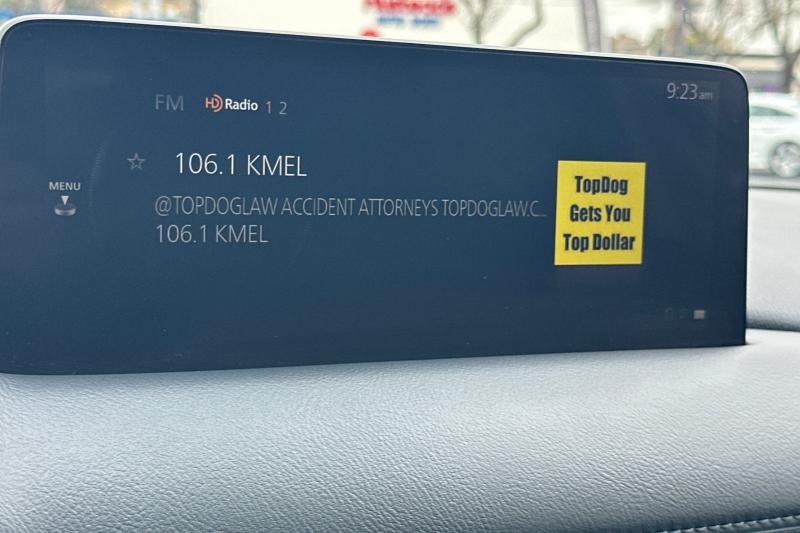 FM HD Radio 1 2
9:23 am
106.1 KMEL
MENU
@TOPDOGLAW ACCIDENT ATTORNEYS TOPDOGLAW.C...
106.1 KMEL
TopDog
Gets You
Top Dollar